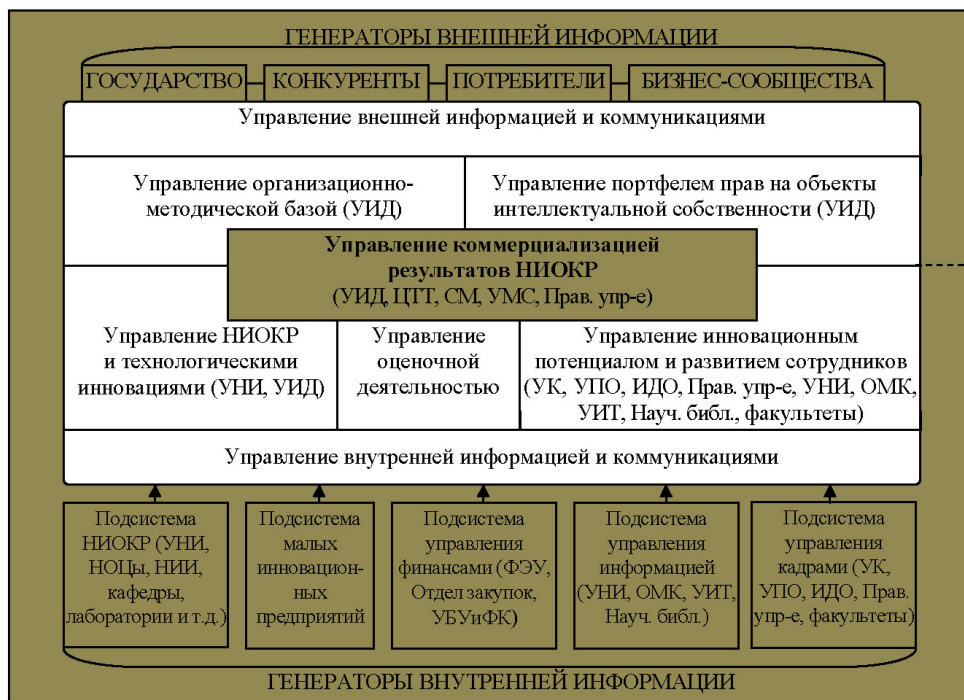 ГЕНЕРАТОРЫ ВНЕШНЕЙ ИНФОРМАЦИИ
ГОСУДАРСТВО
КОНКУРЕНТЫ
ПОТРЕБИТЕЛИ
БИЗНЕС-СООБЩЕСТВА
Управление внешней информацией и коммуникациями
Управление организационно-
методической базой (УИД)
Управление портфелем прав на объекты
интеллектуальной собственности (УИД)
Управление коммерциализацией
результатов НИОКР
(УИД, ЦТТ, СМ, УМС, Прав. упр-е)
Управление НИОКР
и технологическими
инновациями (УНИ, УИД)
Управление
оценочной
деятельностью
Управление инновационным
потенциалом и развитием сотрудников
(УК, УПО, ИДО, Прав. упр-е, УНИ, ОМК,
УИТ, Науч. библ., факультеты)
Управление внутренней информацией и коммуникациями
Подсистема
НИОКР (УНИ,
НОЦы, НИИ,
кафедры,
лаборатории и т.д.)
Подсистема
малых
инновацион-
ных
предприятий
Подсистема
управления
финансами (ФЭУ,
Отдел закупок,
УБУиФК)
Подсистема
управления
информацией
(УНИ, ОМК, УИТ,
Науч. библ.)
Подсистема
управления
кадрами (УК,
УПО, ИДО, Прав.
упр-е, факультеты)
ГЕНЕРАТОРЫ ВНУТРЕННЕЙ ИНФОРМАЦИИ